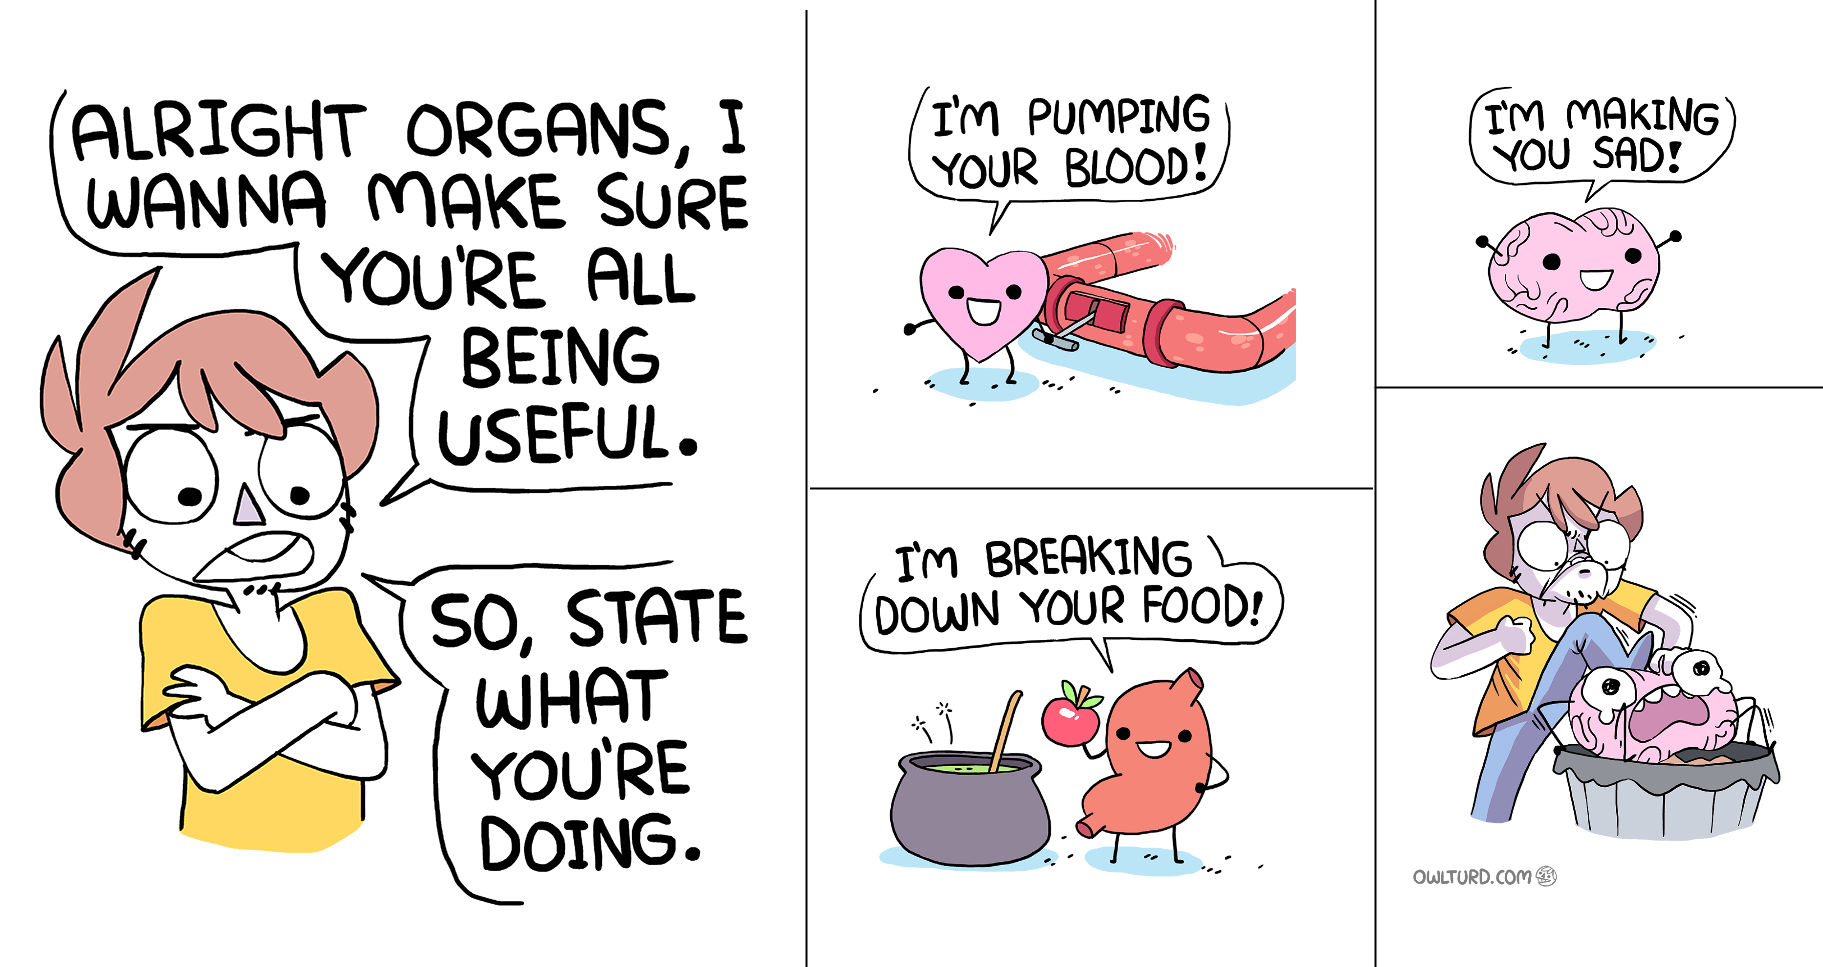 ALRIGHT ORGANS, I
WANNA MAKE SURE
YOU'RE ALL
BEING
USEFUL.
SO, STATE
WHAT
YOU'RE
DOING.
I'M PUMPING
YOUR BLOOD!
I'M BREAKING
DOWN YOUR FOOD!
I'M MAKING
YOU SAD!
OWLTURD.COM